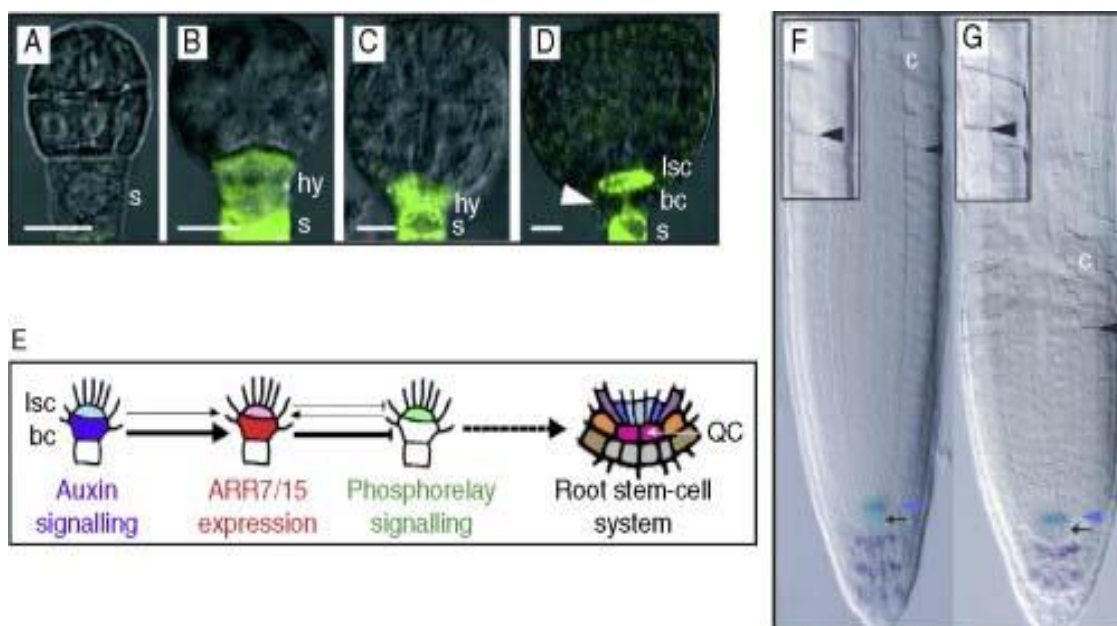 A
B
C
D
F
G
s
hy
s
hy
s
lsc
bc
s
c
c
E
lsc
bc
QC
Auxin
signalling
ARR7/15
expression
Phosphorelay
signalling
Root stem-cell
system